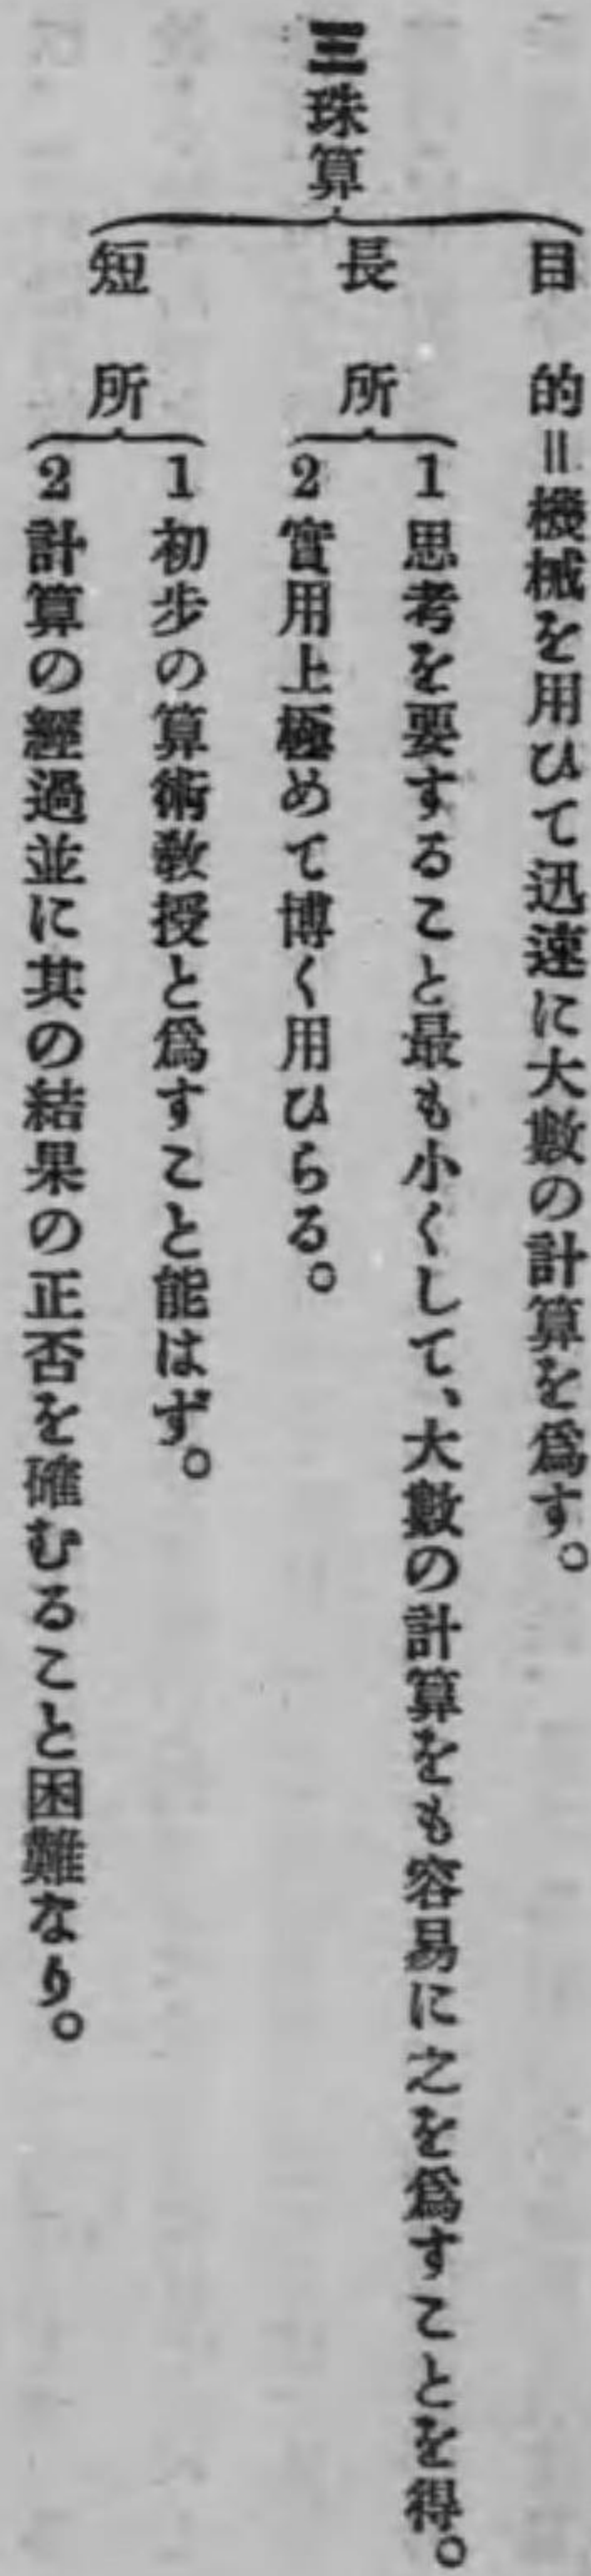 三珠算
目的＝機械を用ひて迅速に大數の計算を爲す。
長所
1 思考を要すること最も小くして、大數の計算をも容易に之を爲すことを得。
2 實用上極めて博く用ひらる。
短所
1 初步の算術敎授と爲すこと能はず。
2 計算の經過並に其の結果の正否を確むること困難なり。